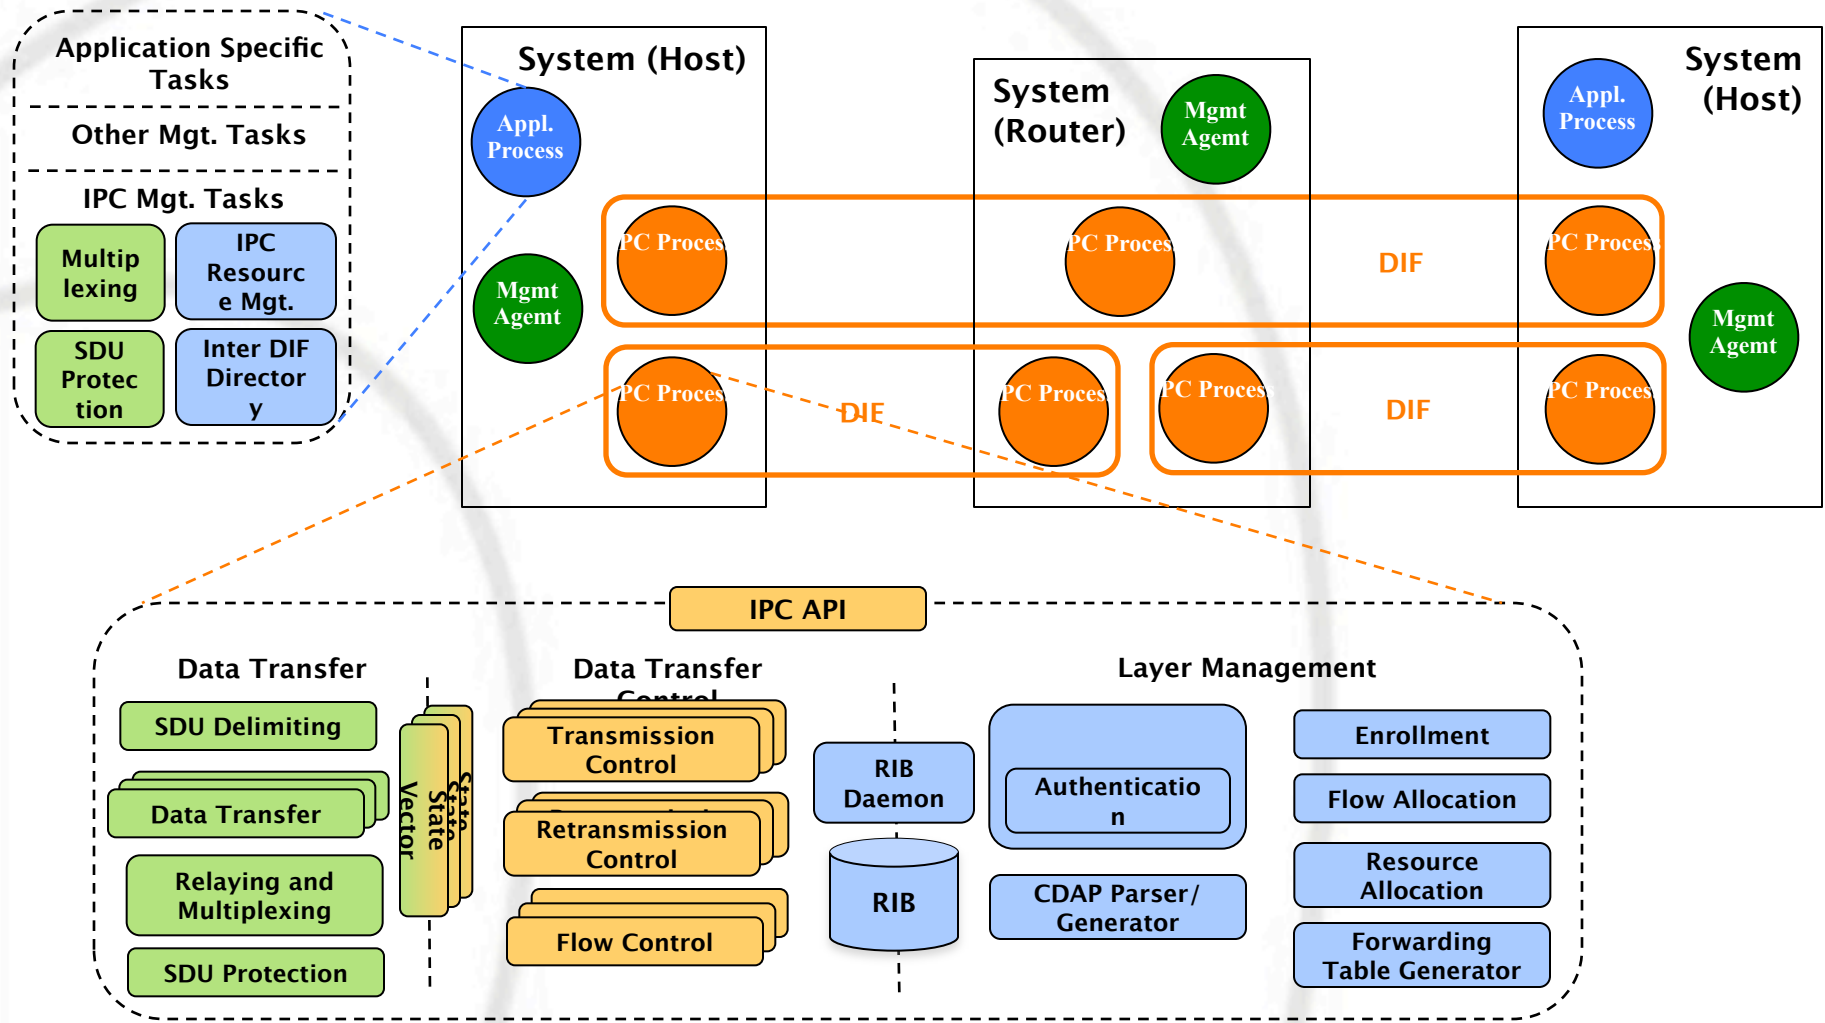 Application Specific
Tasks
Other Mgt. Tasks
IPC Mgt. Tasks
Multip
lexing
IPC
Resourc
e Mgt.
SDU
Protec
tion
Inter DIF
Director
y
System (Host)
Appl.
Process
Mgmt
Agemt
PC Proces
PC Proces
System
(Router)
Mgmt
Agemt
PC Proces
PC Proces
PC Proces
DIF
DIF
DIF
System
(Host)
Appl.
Process
PC Process
Mgmt
Agemt
PC Proces
IPC API
Data Transfer
SDU Delimiting
Data Transfer
Relaying and
Multiplexing
SDU Protection
State
State
State
Vector
Data Transfer
Control
Transmission
Control
Retransmission
Control
Flow Control
RIB
Daemon
RIB
Layer Management
Authenticatio
n
CDAP Parser/
Generator
Enrollment
Flow Allocation
Resource
Allocation
Forwarding
Table Generator